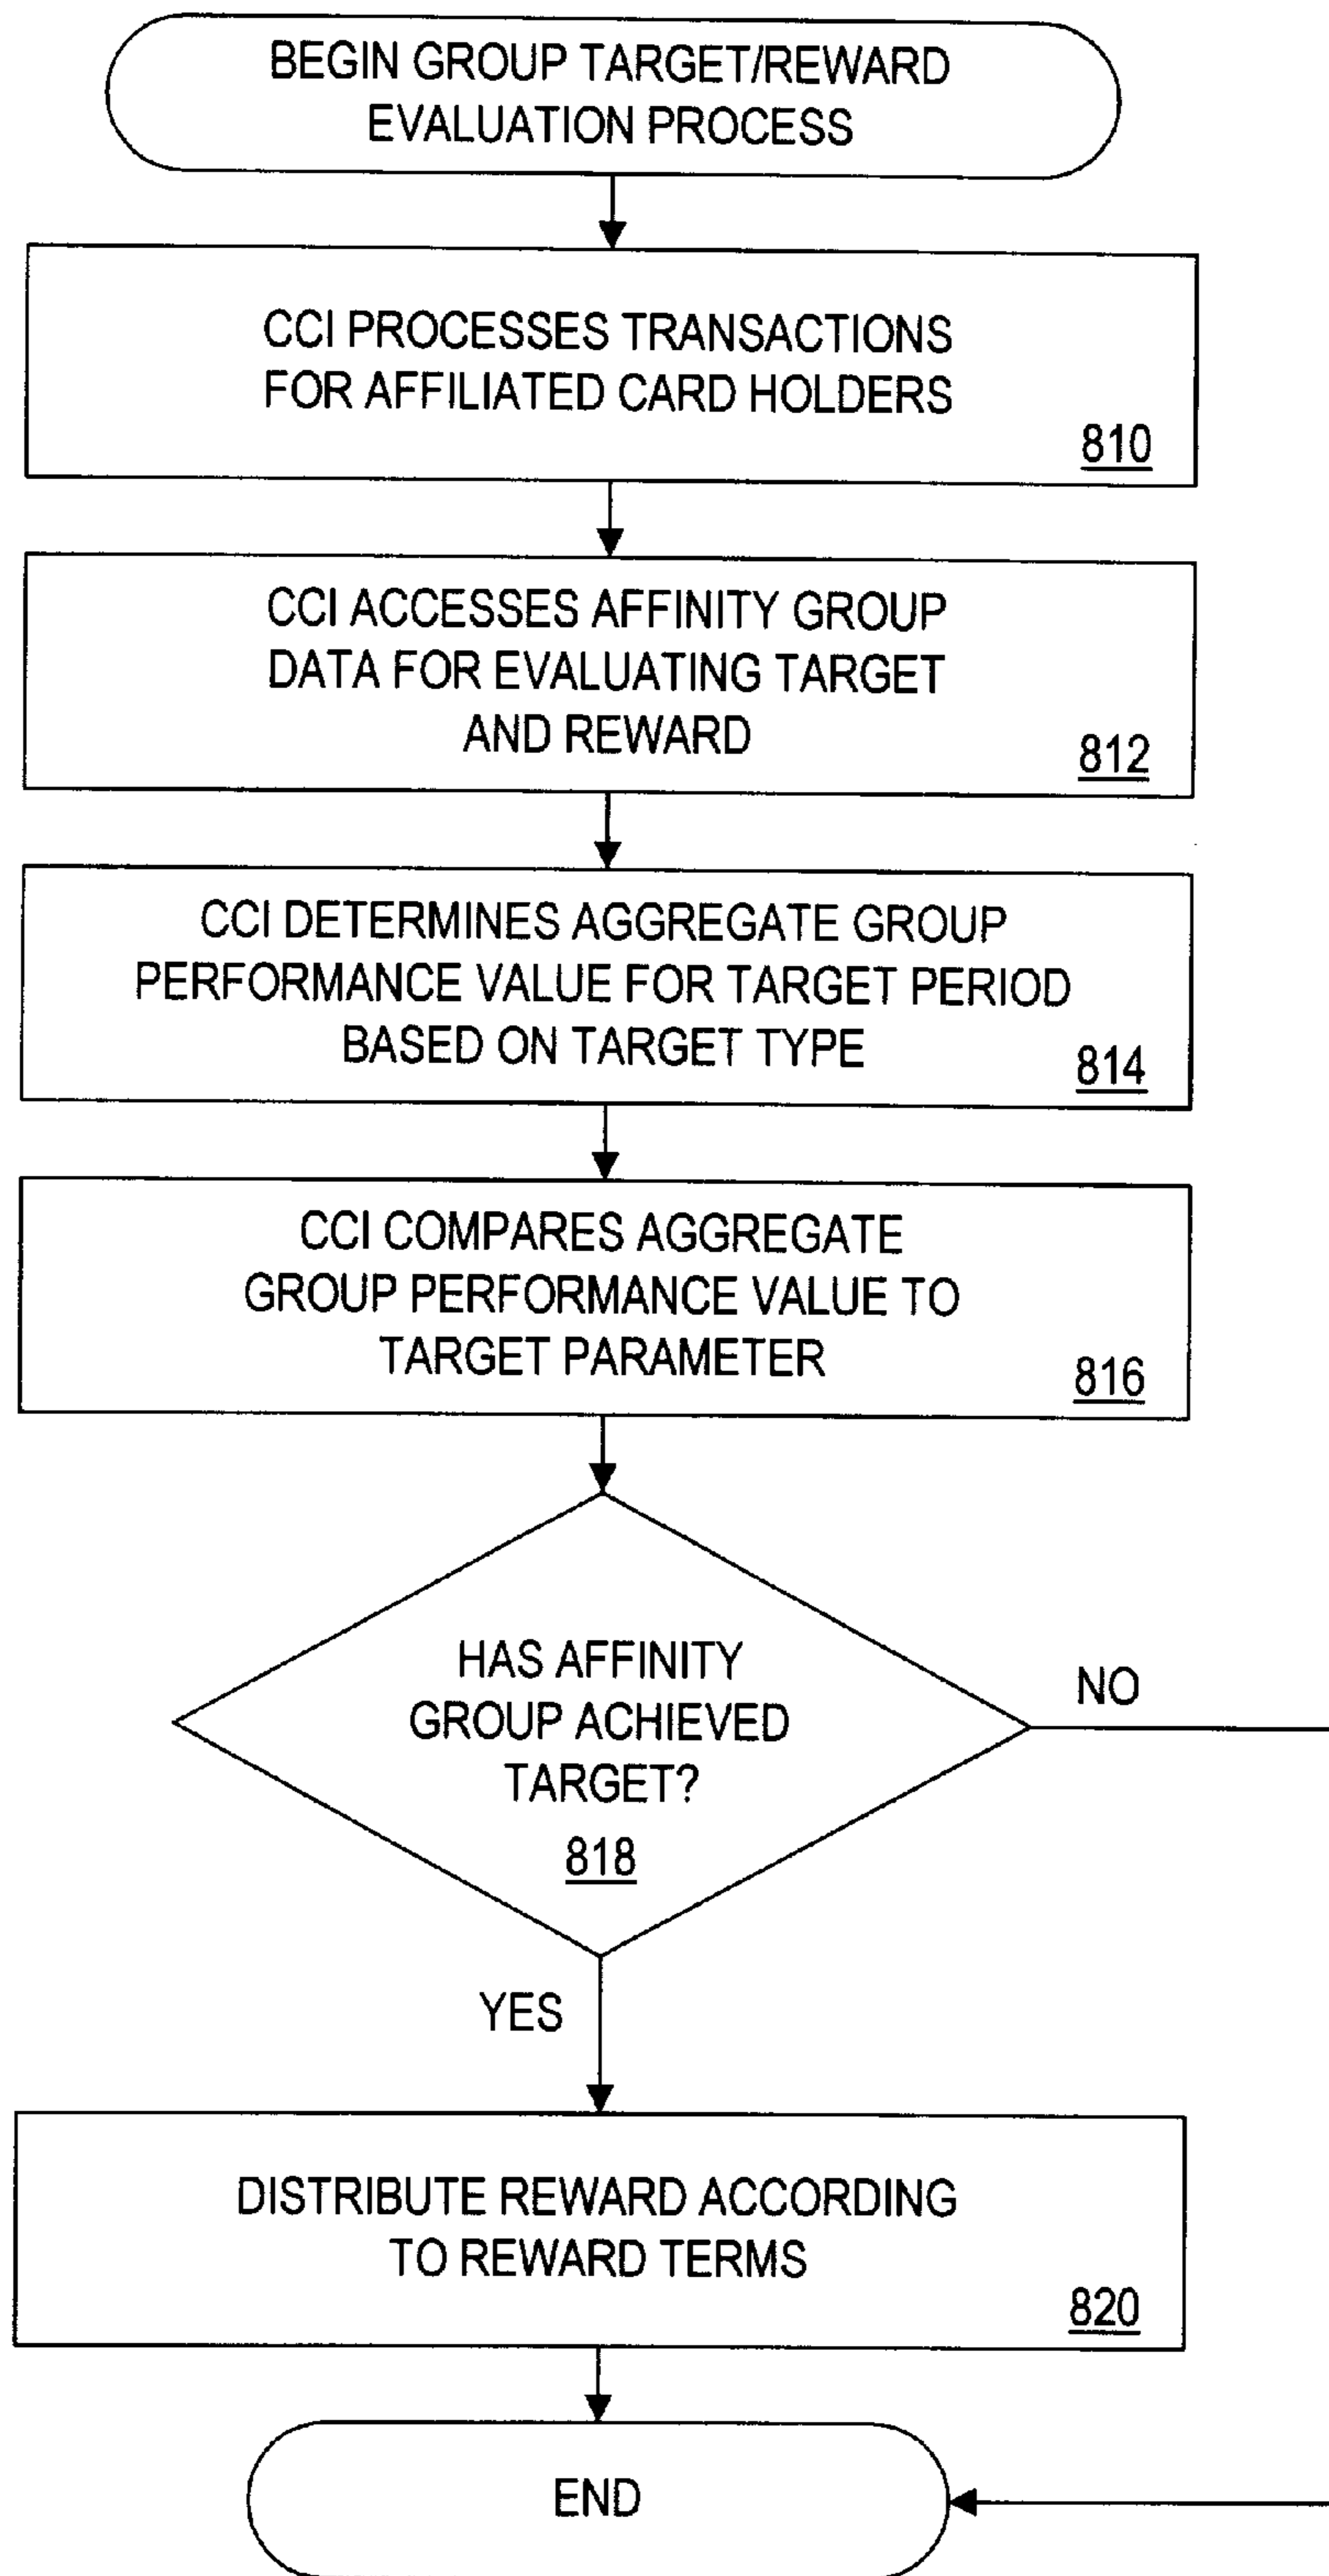 BEGIN GROUP TARGET/REWARD
EVALUATION PROCESS
CCI PROCESSES TRANSACTIONS
FOR AFFILIATED CARD HOLDERS
810
CCI ACCESSES AFFINITY GROUP
DATA FOR EVALUATING TARGET
AND REWARD
812
CCI DETERMINES AGGREGATE GROUP
PERFORMANCE VALUE FOR TARGET PERIOD
BASED ON TARGET TYPE
814
CCI COMPARES AGGREGATE
GROUP PERFORMANCE VALUE TO
TARGET PARAMETER
816
HAS AFFINITY
GROUP ACHIEVED
TARGET?
818
NO
YES
DISTRIBUTE REWARD ACCORDING
TO REWARD TERMS
820
END